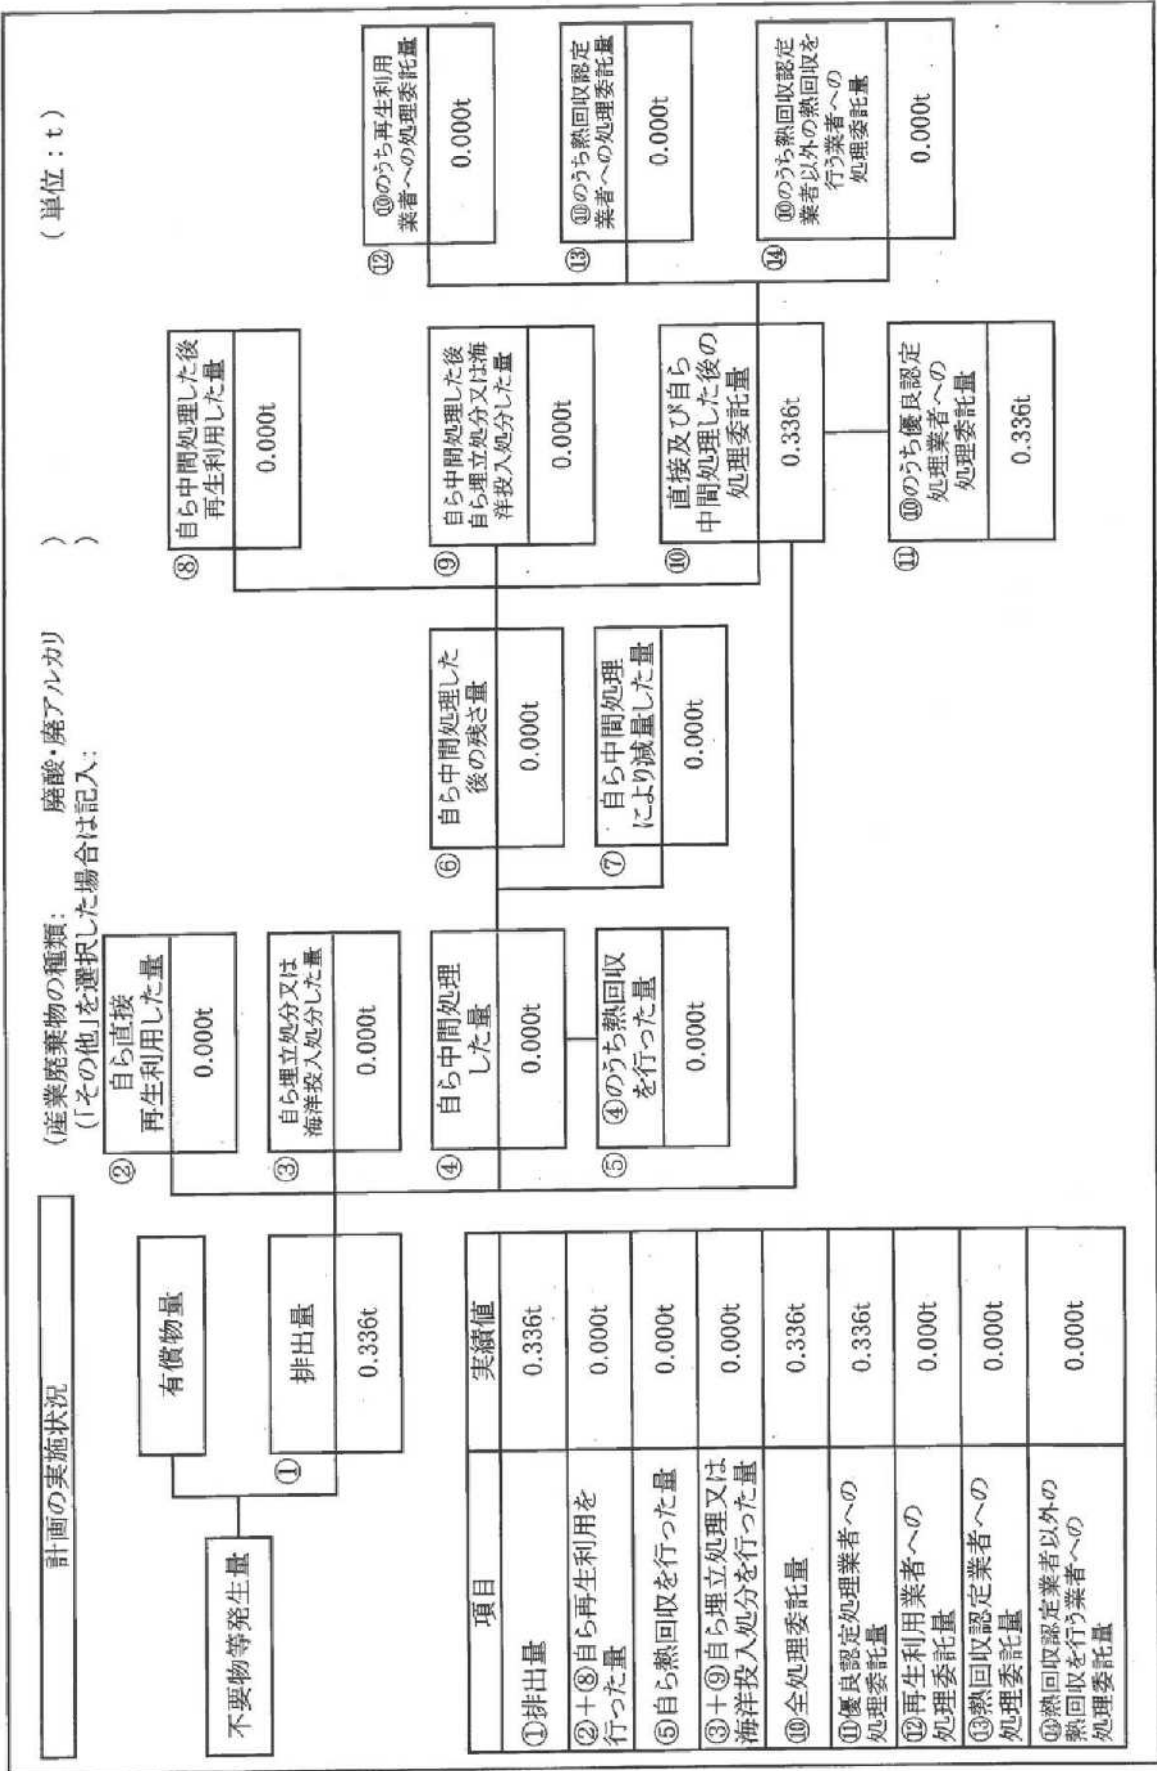 計画の実施状況
(産業廃棄物の種類: 廃酸・廃アルカリ )
(「その他」を選択した場合は記入: )
(単位:t)
不要物等発生量
有償物量
①
排出量
0.336t
②
自ら直接
再生利用した量
0.000t
③
自ら埋立処分又は
海洋投入処分した量
0.000t
④
自ら中間処理
した量
0.000t
⑤
④のうち熱回収
を行った量
0.000t
⑥
自ら中間処理した
後の残さ量
0.000t
⑦
自ら中間処理
により減量した量
0.000t
⑧
自ら中間処理した後
再生利用した量
0.000t
⑨
自ら中間処理した後
自ら埋立処分又は海
洋投入処分した量
0.000t
⑩
直接及び自ら
中間処理した後の
処理委託量
0.336t
⑪
⑩のうち優良認定
処理業者への
処理委託量
0.336t
⑫
⑩のうち再生利用
業者への処理委託量
0.000t
⑬
⑩のうち熱回収認定
業者への処理委託量
0.000t
⑭
⑩のうち熱回収認定
業者以外の熱回収を
行う業者への
処理委託量
0.000t
項目 実績値
①排出量 0.336t
②+⑧自ら再生利用を
行った量 0.000t
⑤自ら熱回収を行った量 0.000t
③+⑨自ら埋立処理又は
海洋投入処分を行った量 0.000t
⑩全処理委託量 0.336t
⑪優良認定処理業者への
処理委託量 0.336t
⑫再生利用業者への
処理委託量 0.000t
⑬熱回収認定業者への
処理委託量 0.000t
⑭熱回収認定業者以外の
熱回収を行う業者への
処理委託量 0.000t